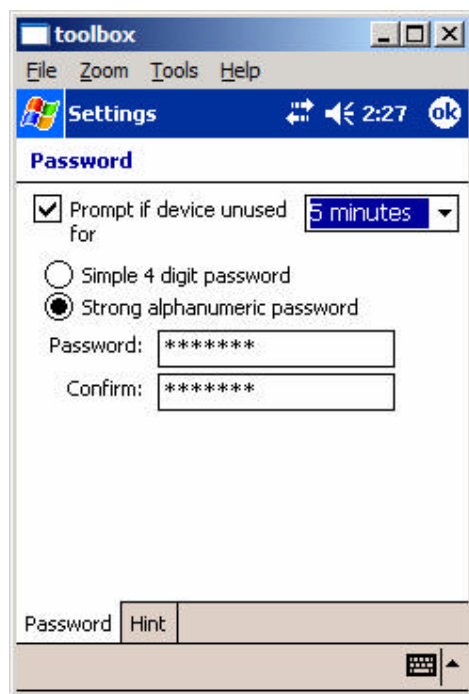 toolbox
File Zoom Tools Help
Settings 2:27 ok
Password
Prompt if device unused 5 minutes
for
Simple 4 digit password
Strong alphanumeric password
Password: *******
Confirm: *******
Password Hint